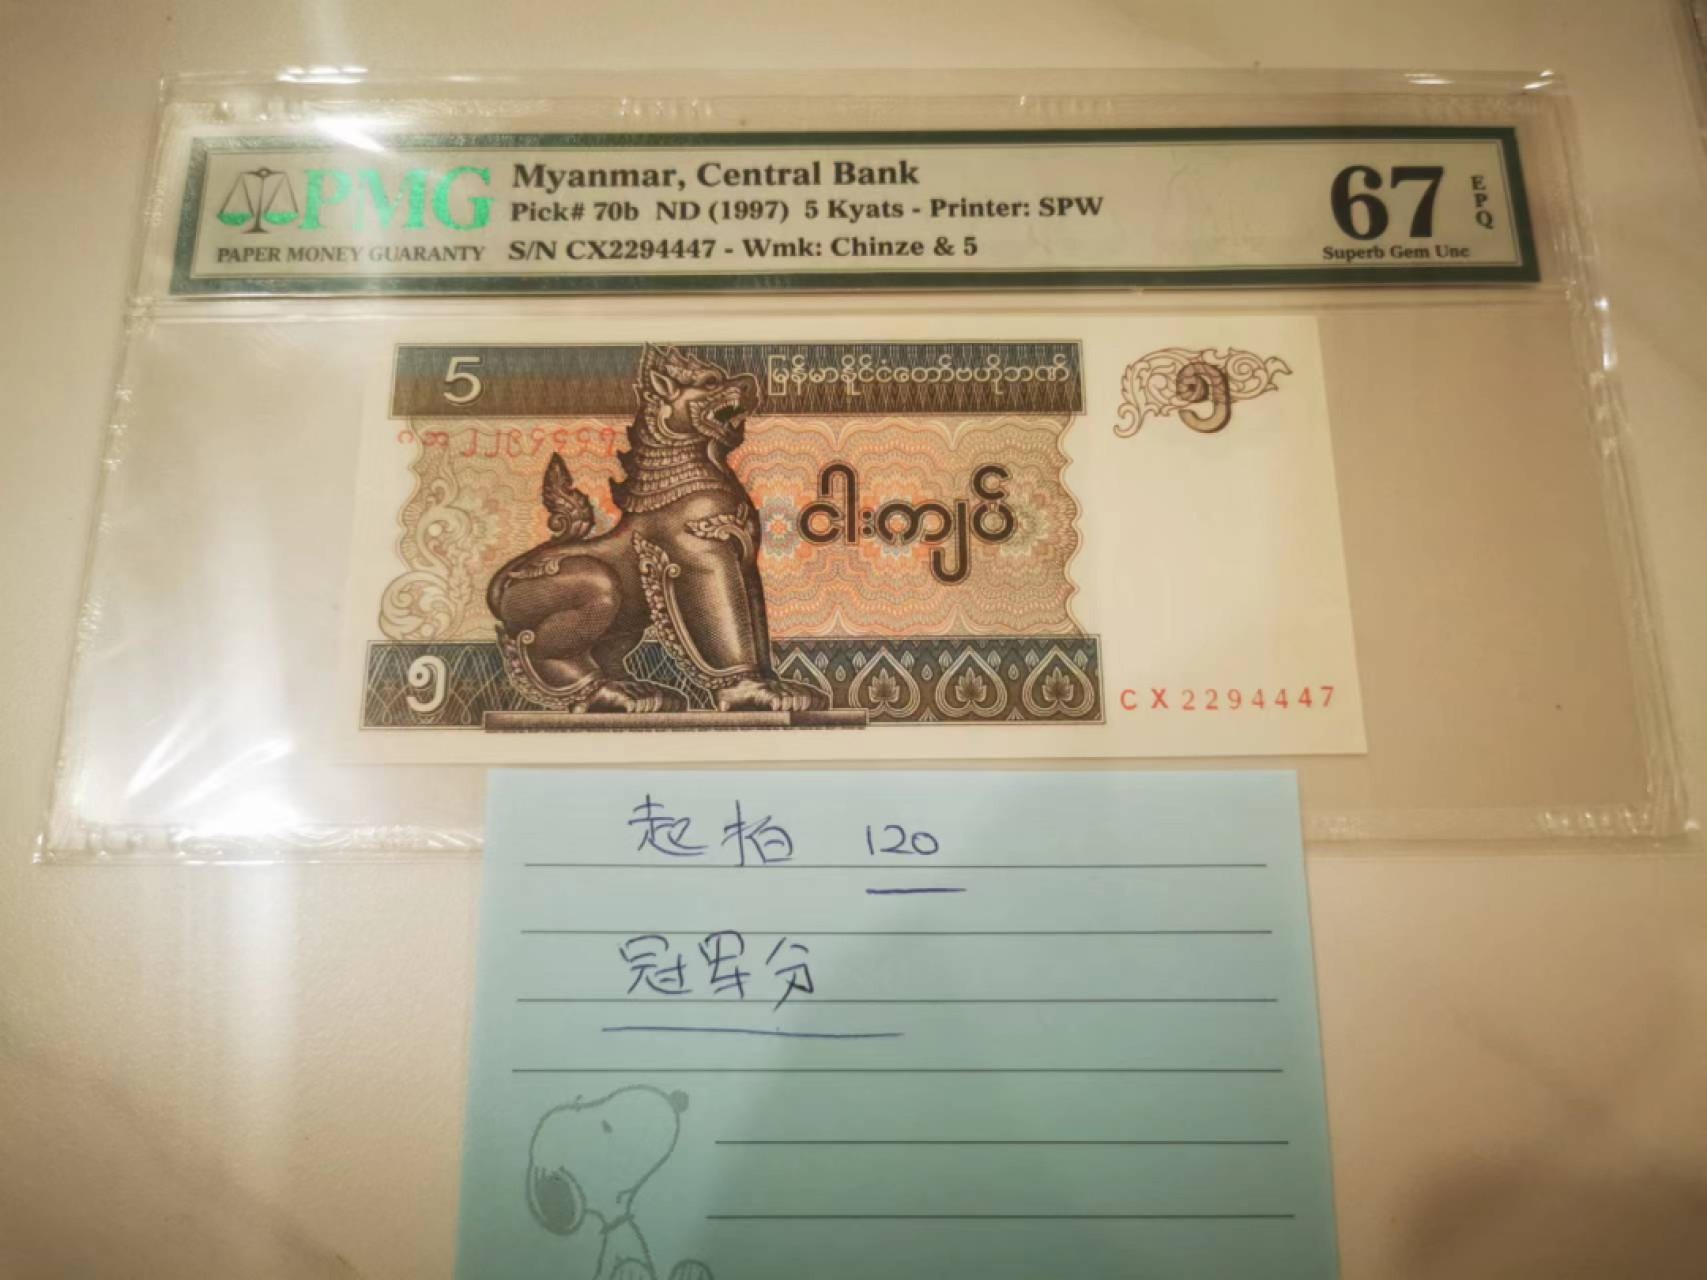 PMG
PAPER MONEY GUARANTY
Myanmar, Central Bank
Pick# 70b ND (1997) 5 Kyats - Printer: SPW
S/N CX2294447 - Wmk: Chinze & 5
67
EPQ
Superb Gem Unc
5
မြန်မာနိုင်ငံတော်ဗဟိုဘဏ်
၅
ငါးကျပ်
၅
CX2294447
起拍 120
冠军分